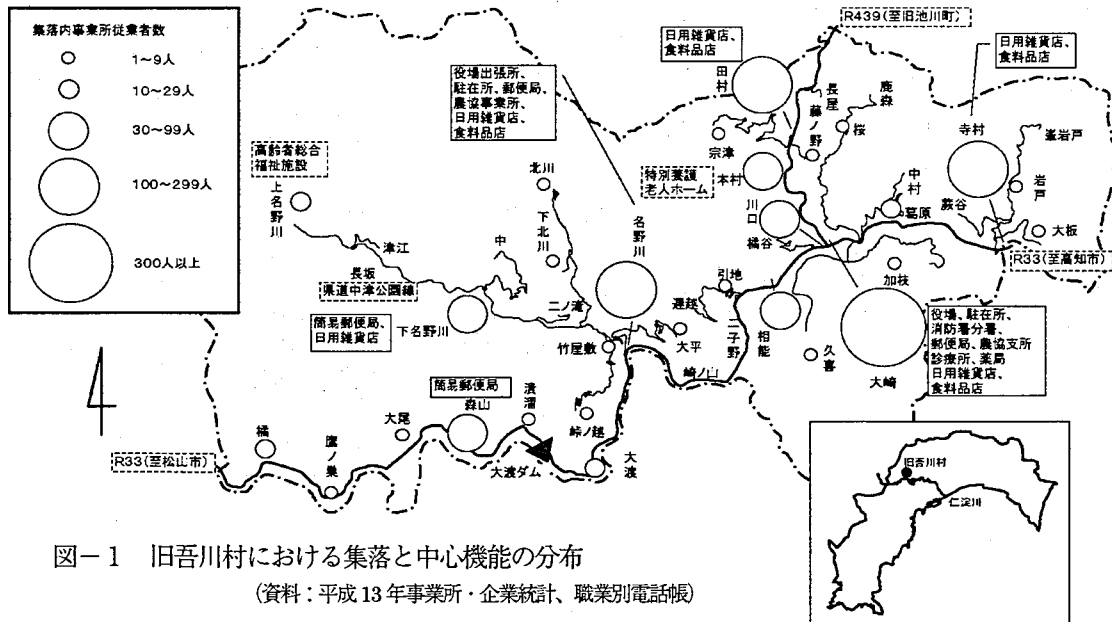 集落内事業所従業者数
1~9人
10~29人
30~99人
100~299人
300人以上
R439(至旧池川町)
日用雑貨店、
食料品店
田村
長屋
藤ノ野
鹿森
桜
日用雑貨店、
食料品店
寺村
峯岩戸
岩戸
蕨谷
大板
R33(至高知市)
役場出張所、
駐在所、郵便局、
農協事業所、
日用雑貨店、
食料品店
宗津
特別養護
老人ホーム
本村
川口
橘谷
中村
葛原
加枝
高齢者総合
福祉施設
上名野川
津江
長坂
県道中津公園線
中
北川
下北川
二ノ滝
名野川
簡易郵便局、
日用雑貨店
下名野川
竹屋敷
大平
遅越
引地
二子野
崎ノ山
相能
久喜
大崎
役場、駐在所、
消防署分署、
郵便局、農協支所
診療所、薬局
日用雑貨店、
食料品店
簡易郵便局
森山
潰溜
峠ノ越
大渡ダム
大渡
大尾
鷹ノ巣
橘
R33(至松山市)
旧吾川村
仁淀川
図-1 旧吾川村における集落と中心機能の分布
(資料:平成13年事業所・企業統計、職業別電話帳)